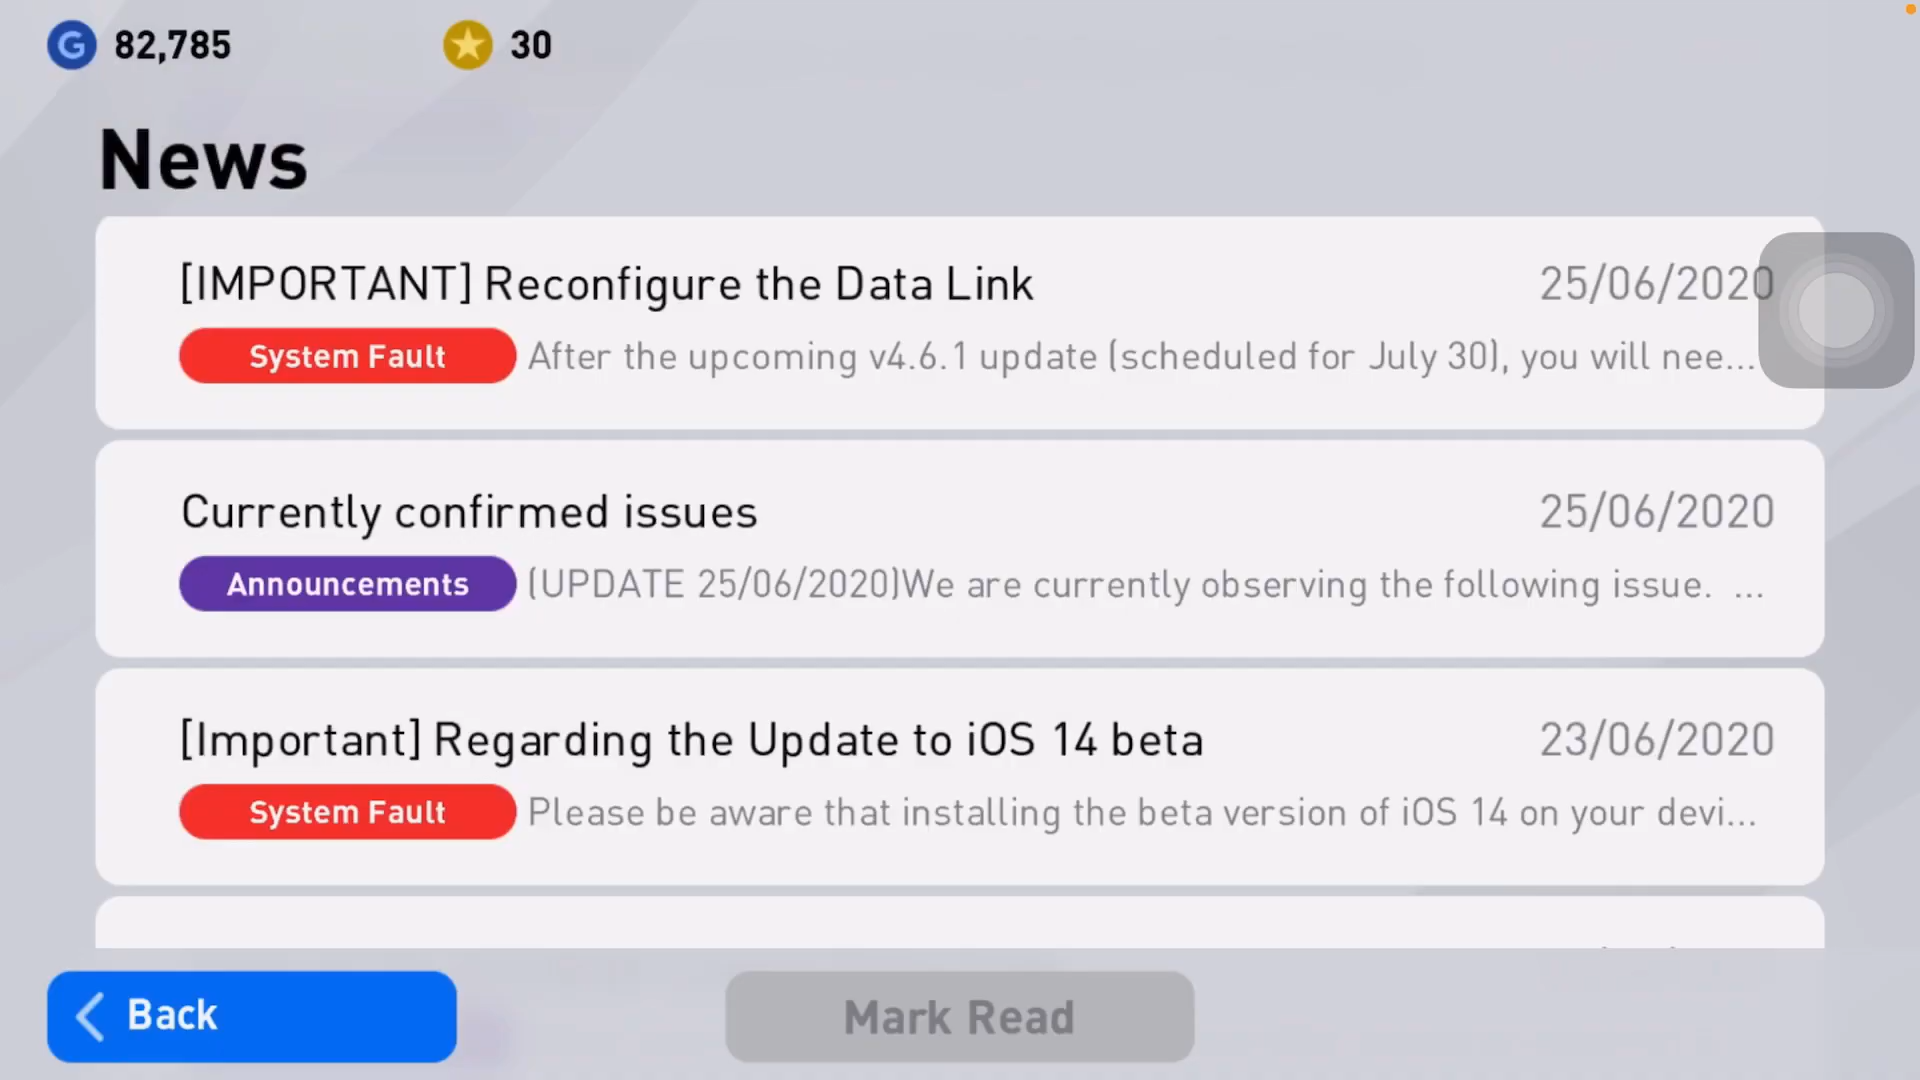 G 82,785 30
News
[IMPORTANT] Reconfigure the Data Link 25/06/2020
System Fault After the upcoming v4.6.1 update (scheduled for July 30), you will nee...
Currently confirmed issues 25/06/2020
Announcements (UPDATE 25/06/2020)We are currently observing the following issue. ...
[Important] Regarding the Update to iOS 14 beta 23/06/2020
System Fault Please be aware that installing the beta version of iOS 14 on your devi...
Back Mark Read